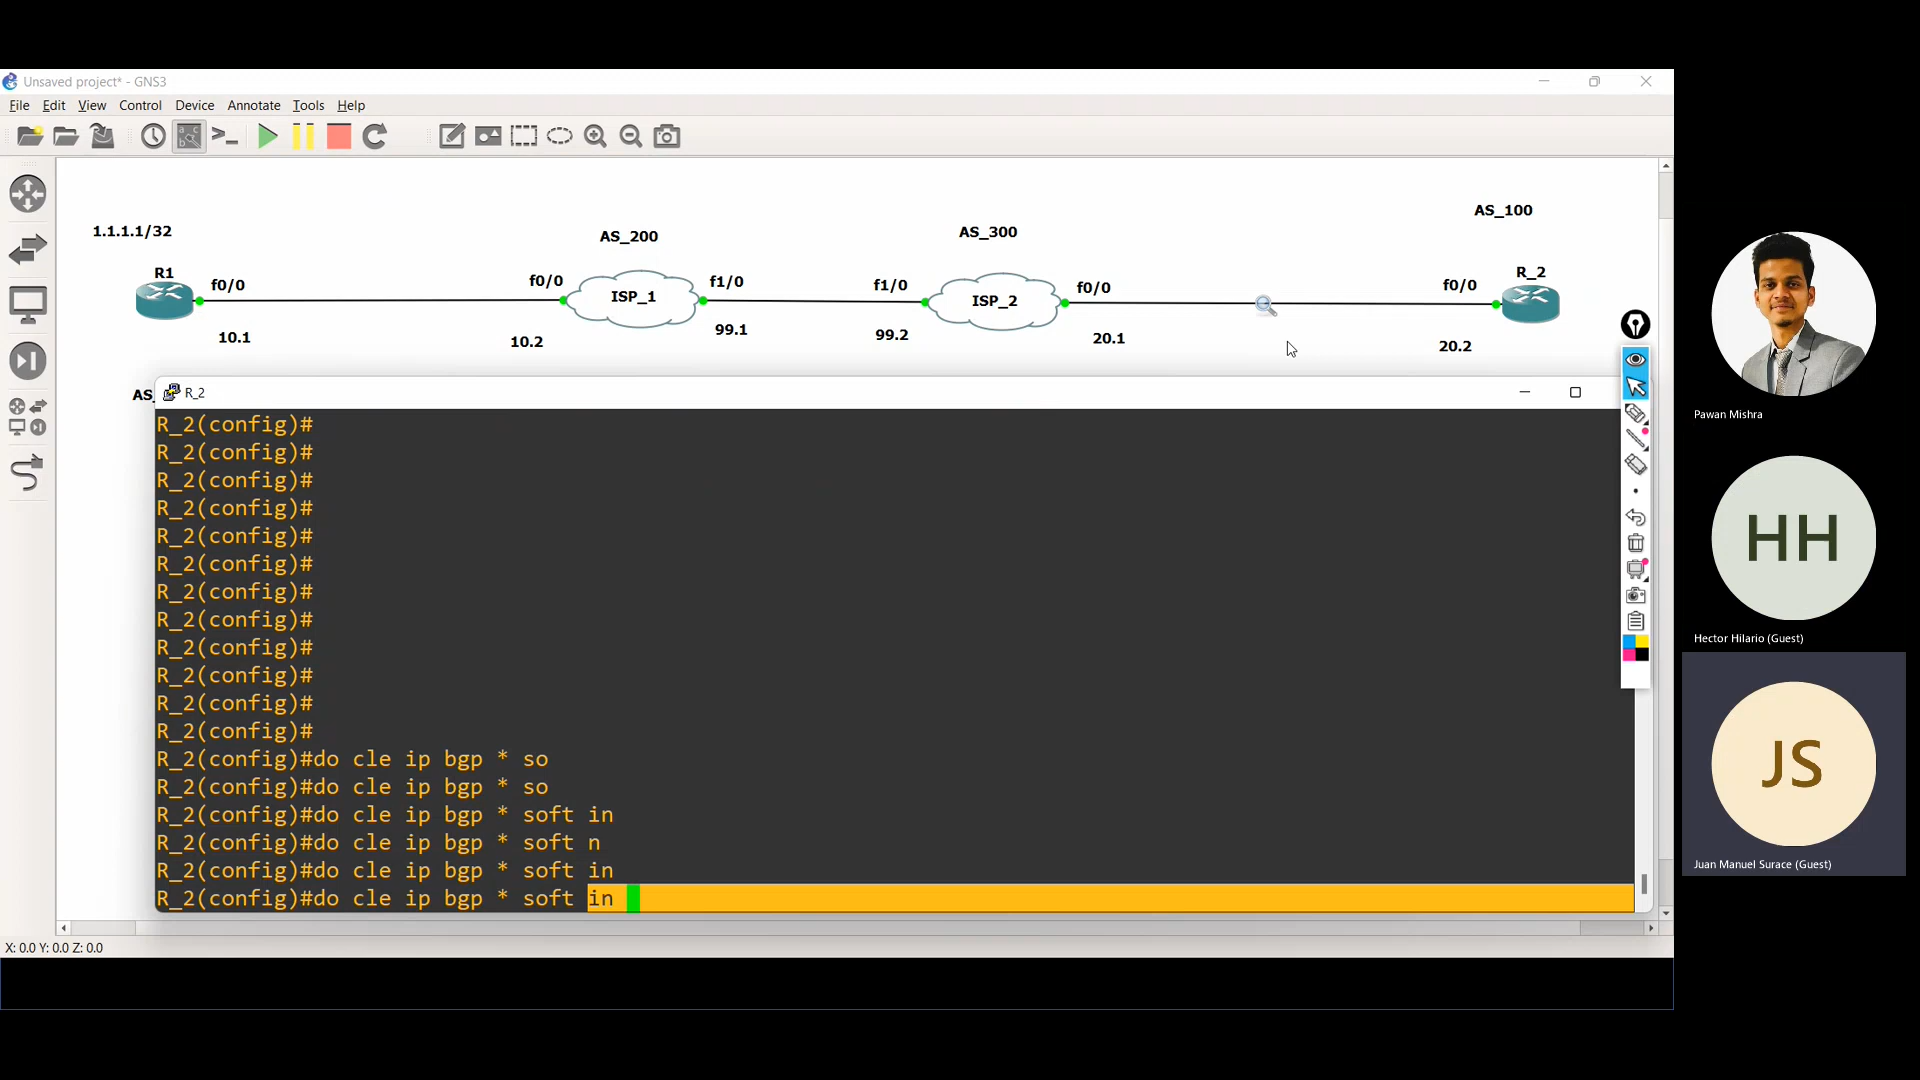 Unsaved project* - GNS3
File Edit View Control Device Annotate Tools Help
AS_100
1.1.1.1/32
AS_200
AS_300
R1
f0/0
f0/0
ISP_1
f1/0
f1/0
ISP_2
f0/0
f0/0
R_2
10.1
10.2
99.1
99.2
20.1
20.2
AS_
R_2
R_2(config)#
R_2(config)#
R_2(config)#
R_2(config)#
R_2(config)#
R_2(config)#
R_2(config)#
R_2(config)#
R_2(config)#
R_2(config)#
R_2(config)#
R_2(config)#
R_2(config)#do cle ip bgp * so
R_2(config)#do cle ip bgp * so
R_2(config)#do cle ip bgp * soft in
R_2(config)#do cle ip bgp * soft n
R_2(config)#do cle ip bgp * soft in
R_2(config)#do cle ip bgp * soft in
X: 0.0 Y: 0.0 Z: 0.0
Pawan Mishra
HH
Hector Hilario (Guest)
JS
Juan Manuel Surace (Guest)